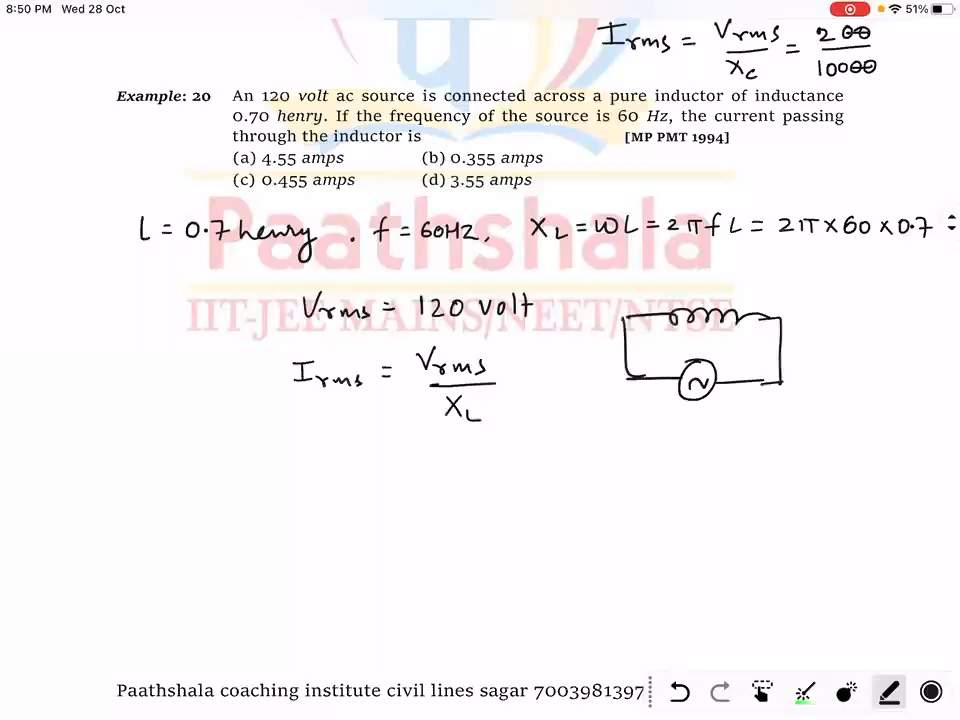 8:50 PM Wed 28 Oct
51%
Irms = Vrms / Xc = 200 / 10000
Example: 20 An 120 volt ac source is connected across a pure inductor of inductance
0.70 henry. If the frequency of the source is 60 Hz, the current passing
through the inductor is [MP PMT 1994]
(a) 4.55 amps (b) 0.355 amps
(c) 0.455 amps (d) 3.55 amps
L = 0.7 henry . f = 60HZ, XL = ωL = 2πfL = 2π×60×0.7 =
Paathshala
Vrms = 120 volt
IIT-JEE MAINS/NEET/NTSE
Irms = Vrms / XL
Paathshala coaching institute civil lines sagar 7003981397